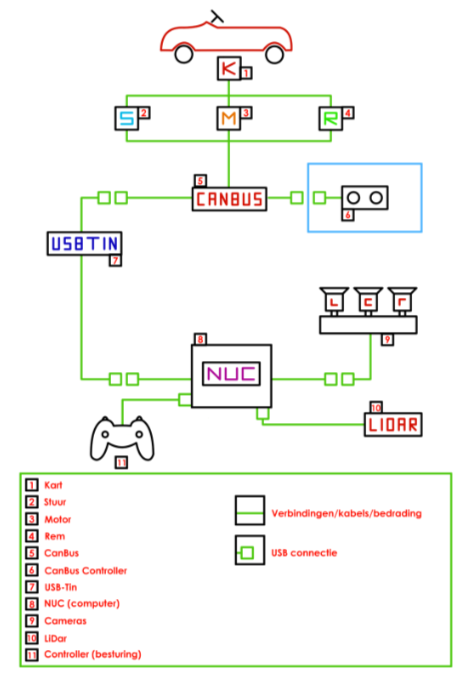 K 1
S 2 M 3 R 4
5
CANBUS
6
USBTIN
7
L C r
9
8
NUC
10
LIDAR
11
1 Kart
2 Stuur
3 Motor
4 Rem
5 CanBus
6 CanBus Controller
7 USB-Tin
8 NUC (computer)
9 Cameras
10 LiDar
11 Controller (besturing)
Verbindingen/kabels/bedrading
USB connectie